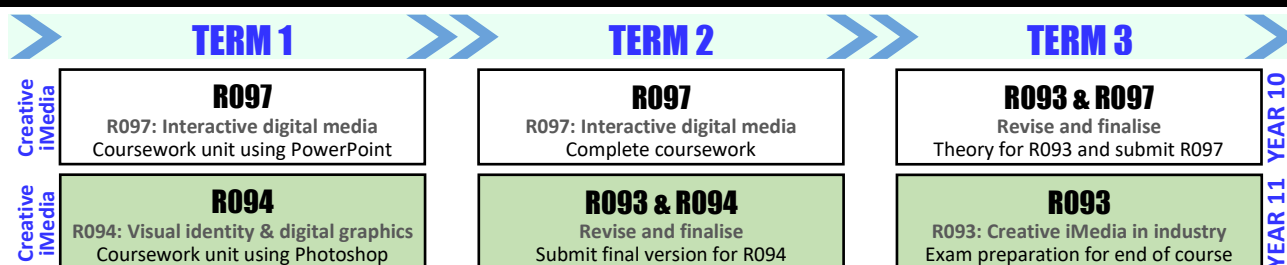 TERM 1
TERM 2
TERM 3
Creative
iMedia
R097
R097: Interactive digital media
Coursework unit using PowerPoint
R097
R097: Interactive digital media
Complete coursework
R093 & R097
Revise and finalise
Theory for R093 and submit R097
YEAR 10
Creative
iMedia
R094
R094: Visual identity & digital graphics
Coursework unit using Photoshop
R093 & R094
Revise and finalise
Submit final version for R094
R093
R093: Creative iMedia in industry
Exam preparation for end of course
YEAR 11